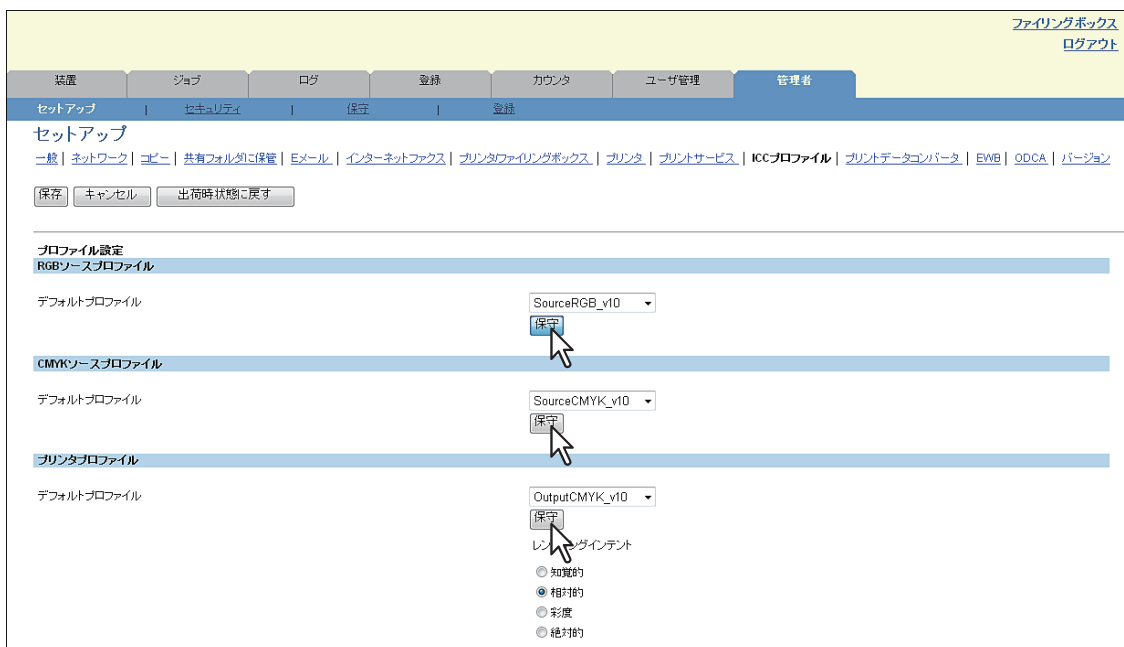 ファイリングボックス
ログアウト
装置 ジョブ ログ 登録 カウンタ ユーザ管理 管理者
セットアップ | セキュリティ | 保守 | 登録
セットアップ
一般 | ネットワーク | コピー | 共有フォルダに保管 | Eメール | インターネットファクス | プリンタ/ファイリングボックス | プリンタ | プリントサービス | ICCプロファイル | プリントデータコンバータ | EWB | ODCA | バージョン
保存 キャンセル 出荷時状態に戻す
プロファイル設定
RGBソースプロファイル
デフォルトプロファイル SourceRGB_v10
保守
CMYKソースプロファイル
デフォルトプロファイル SourceCMYK_v10
保守
プリンタプロファイル
デフォルトプロファイル OutputCMYK_v10
保守
レンダリングインテント
知覚的
相対的
彩度
絶対的